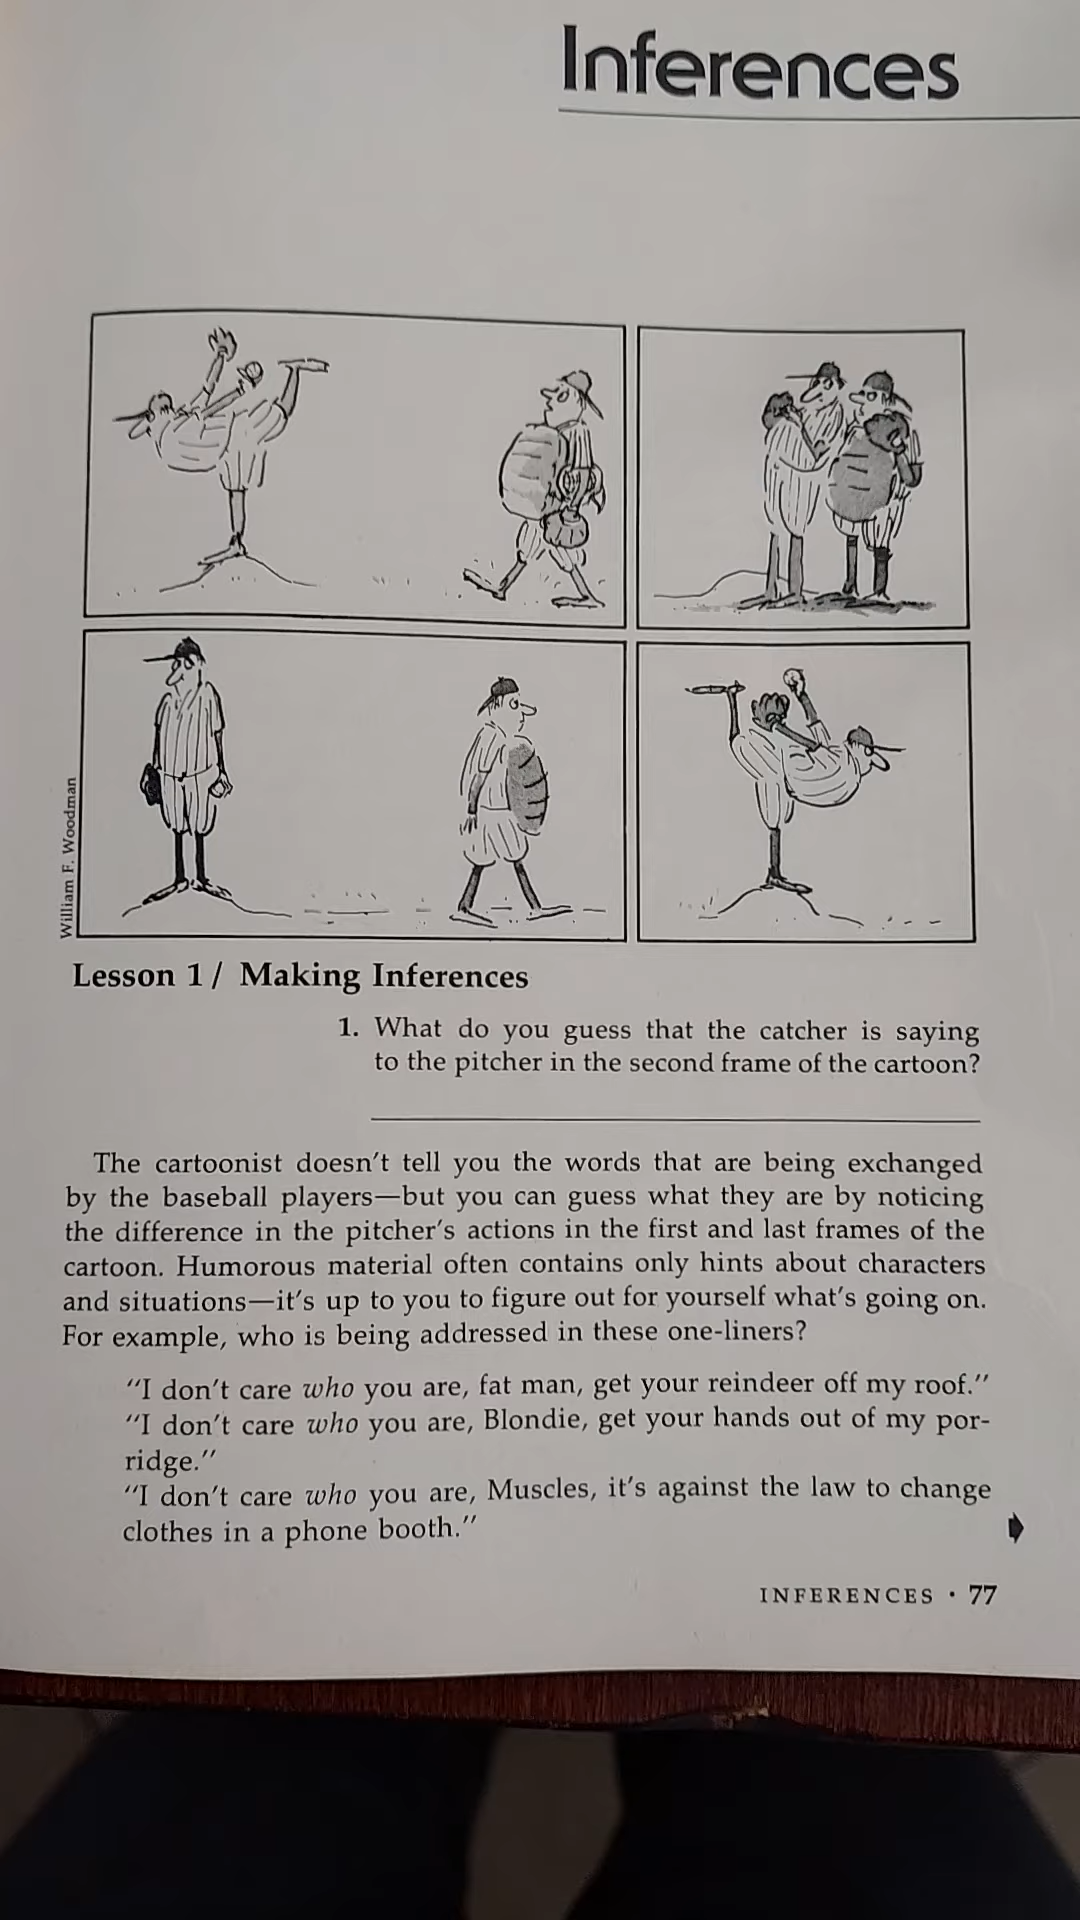 Inferences
William F. Woodman
Lesson 1/ Making Inferences
1. What do you guess that the catcher is saying
to the pitcher in the second frame of the cartoon?
The cartoonist doesn't tell you the words that are being exchanged
by the baseball players—but you can guess what they are by noticing
the difference in the pitcher's actions in the first and last frames of the
cartoon. Humorous material often contains only hints about characters
and situations—it's up to you to figure out for yourself what's going on.
For example, who is being addressed in these one-liners?
"I don't care who you are, fat man, get your reindeer off my roof."
"I don't care who you are, Blondie, get your hands out of my por-
ridge."
"I don't care who you are, Muscles, it's against the law to change
clothes in a phone booth."
INFERENCES · 77